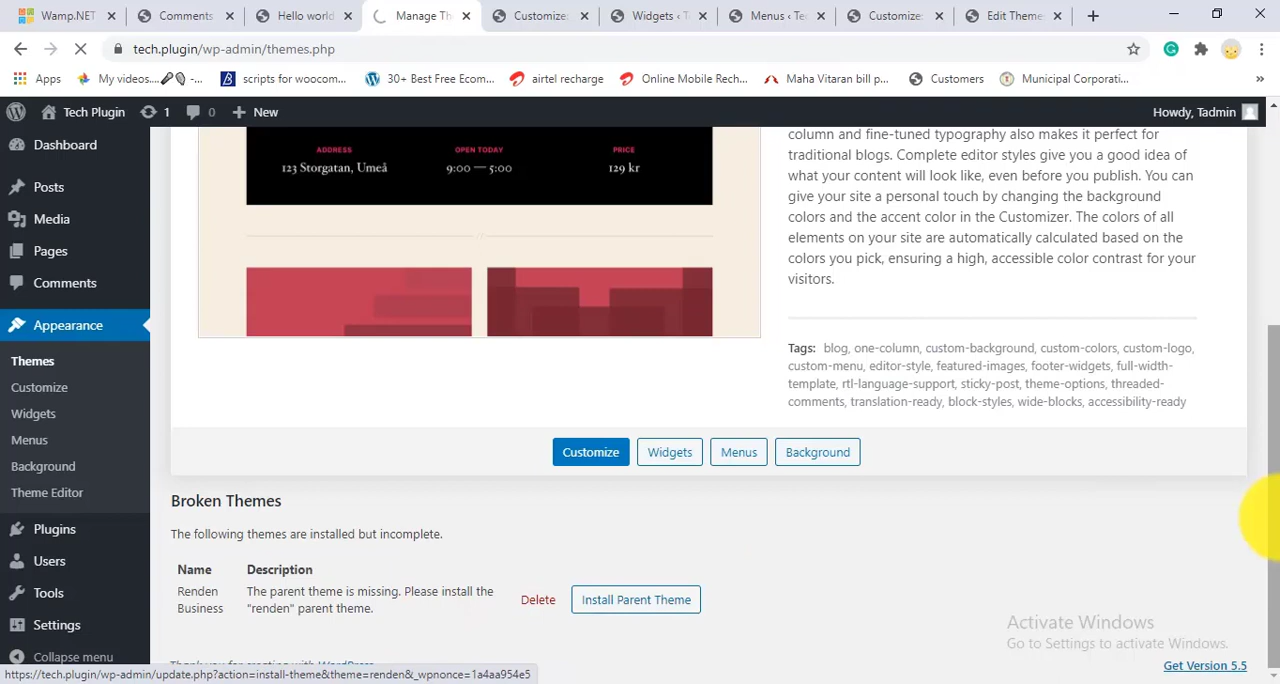 Wamp.NET
Comments
Hello world
Manage Th
Customize:
Widgets ‹ T
Menus ‹ Te
Customize:
Edit Theme
tech.plugin/wp-admin/themes.php
Apps
My videos....
scripts for woocom...
30+ Best Free Ecom...
airtel recharge
Online Mobile Rech...
Maha Vitaran bill p...
Customers
Municipal Corporati...
»
Tech Plugin
1
0
New
Howdy, Tadmin
Dashboard
Posts
Media
Pages
Comments
Appearance
Themes
Customize
Widgets
Menus
Background
Theme Editor
Plugins
Users
Tools
Settings
Collapse menu
ADDRESS
123 Storgatan, Umeå
OPEN TODAY
9:00 — 5:00
PRICE
129 kr
column and fine-tuned typography also makes it perfect for
traditional blogs. Complete editor styles give you a good idea of
what your content will look like, even before you publish. You can
give your site a personal touch by changing the background
colors and the accent color in the Customizer. The colors of all
elements on your site are automatically calculated based on the
colors you pick, ensuring a high, accessible color contrast for your
visitors.
Tags: blog, one-column, custom-background, custom-colors, custom-logo,
custom-menu, editor-style, featured-images, footer-widgets, full-width-
template, rtl-language-support, sticky-post, theme-options, threaded-
comments, translation-ready, block-styles, wide-blocks, accessibility-ready
Customize
Widgets
Menus
Background
Broken Themes
The following themes are installed but incomplete.
Name
Description
Renden
Business
The parent theme is missing. Please install the
"renden" parent theme.
Delete
Install Parent Theme
Activate Windows
Go to Settings to activate Windows.
Thank you for creating with WordPress
Get Version 5.5
https://tech.plugin/wp-admin/update.php?action=install-theme&theme=renden&_wpnonce=1a4aa954e5